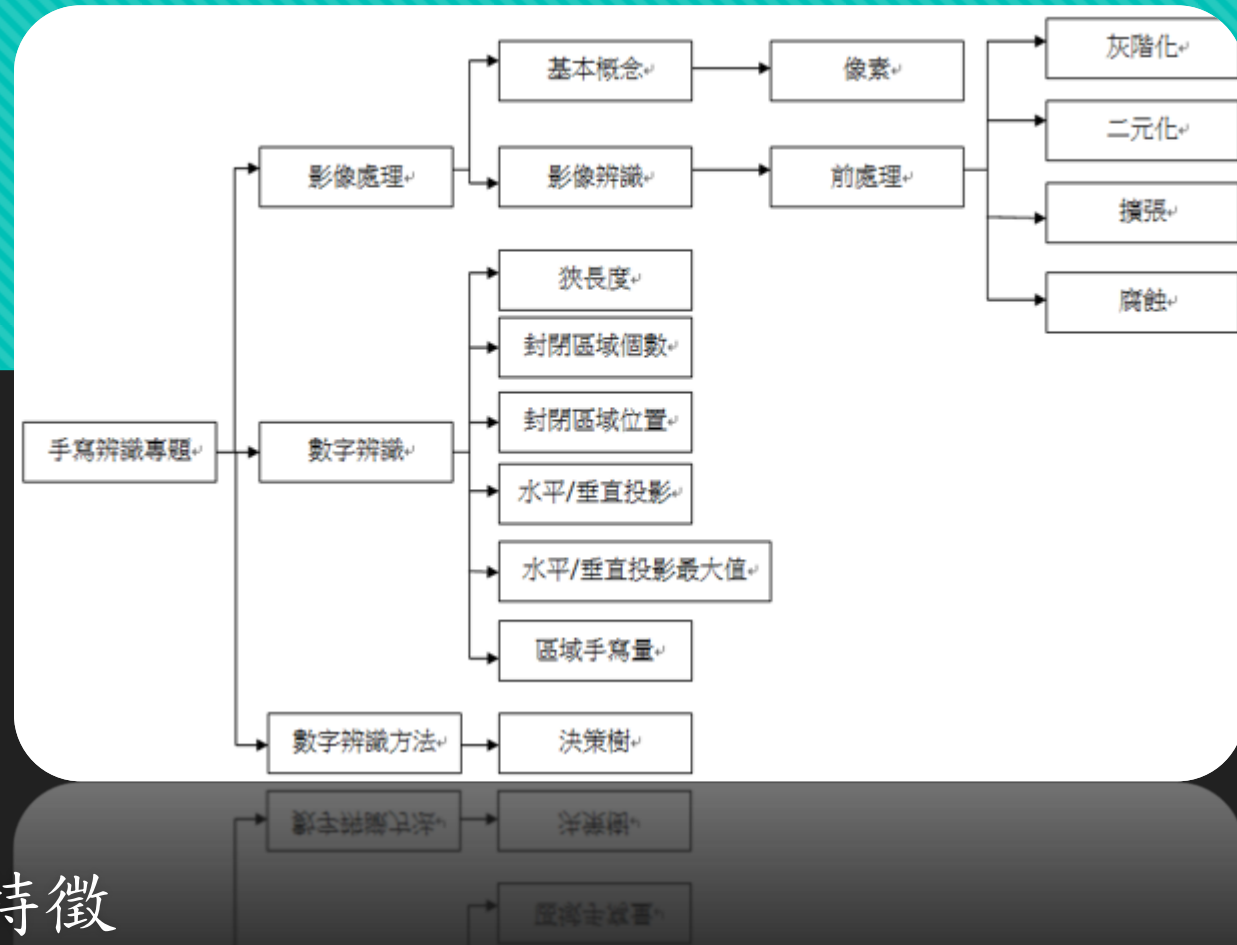 灰階化
基本概念
像素
二元化
影像處理
影像辨識
前處理
擴張
狹長度
腐蝕
封閉區域個數
封閉區域位置
手寫辨識專題
數字辨識
水平/垂直投影
水平/垂直投影最大值
區域手寫量
數字辨識方法
決策樹
特徵